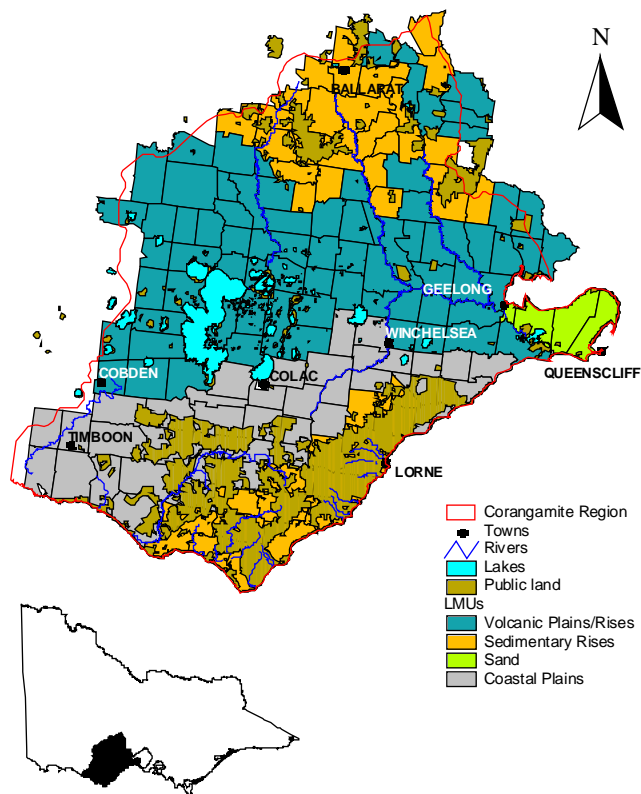 N
BALLARAT
GEELONG
WINCHELSEA
QUEENSCLIFF
COBDEN
COLAC
TIMBOON
LORNE
Corangamite Region
Towns
Rivers
Lakes
Public land
LMUs
Volcanic Plains/Rises
Sedimentary Rises
Sand
Coastal Plains